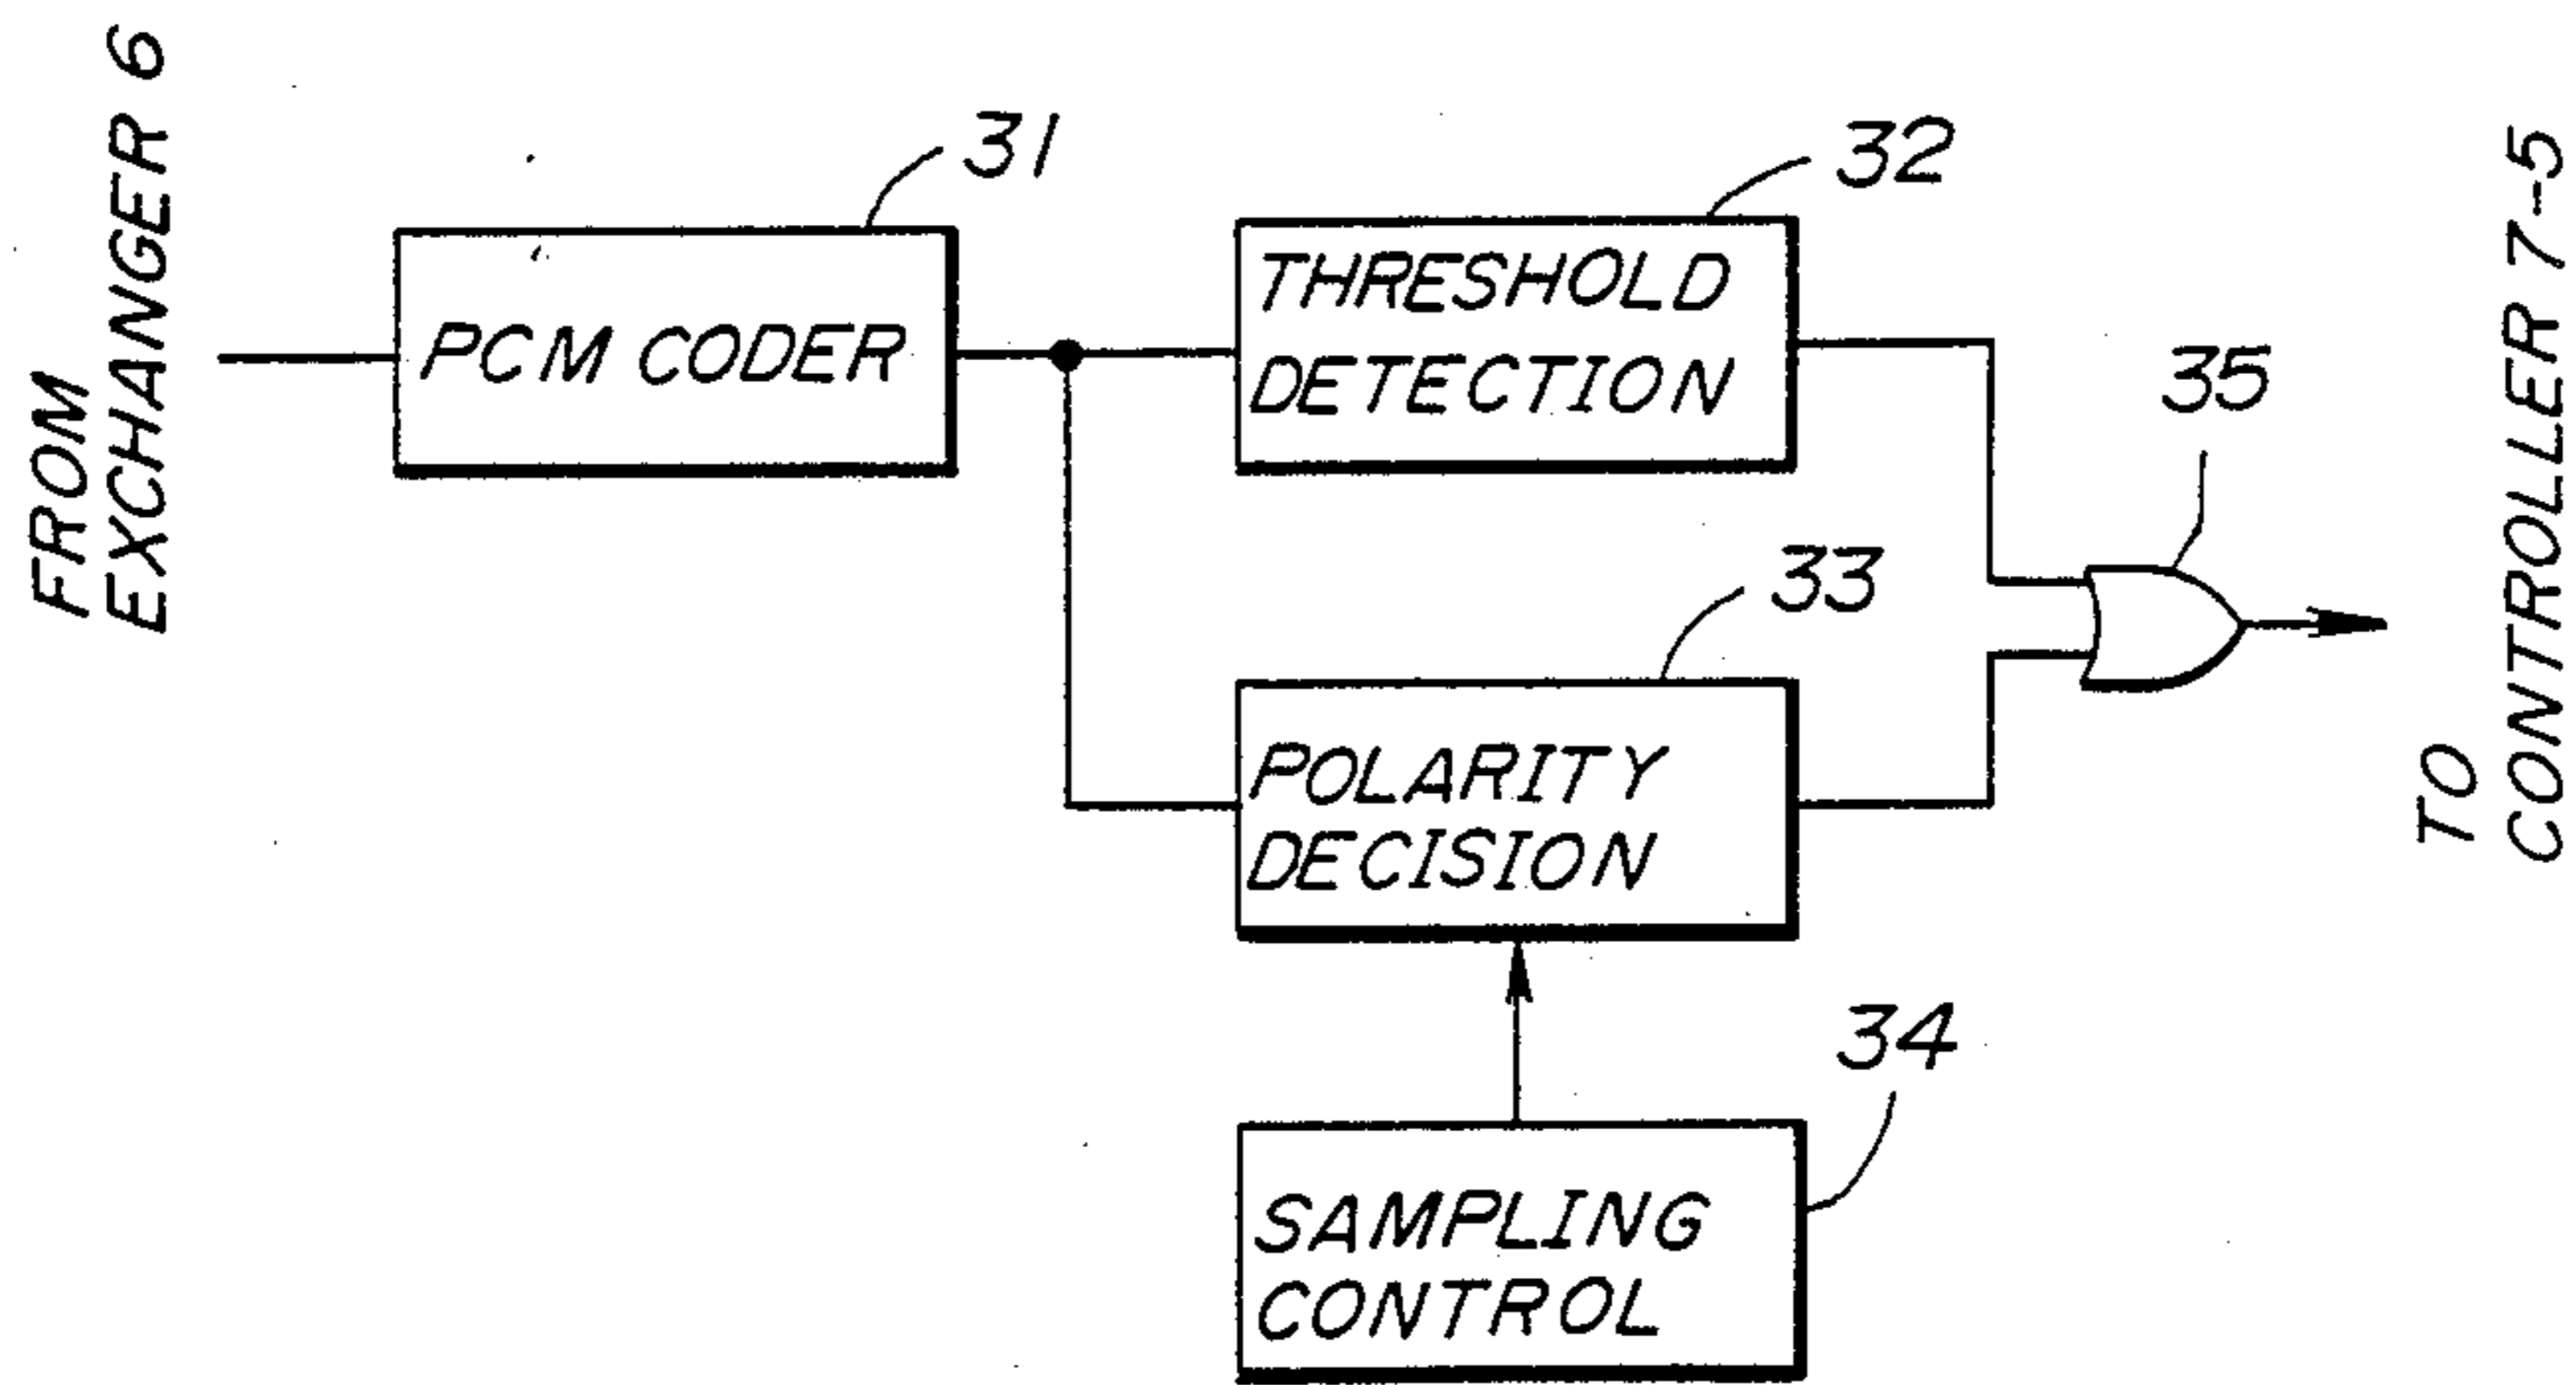 FROM
EXCHANGER 6
31
PCM CODER
32
THRESHOLD
DETECTION
33
POLARITY
DECISION
34
SAMPLING
CONTROL
35
TO
CONTROLLER 7-5